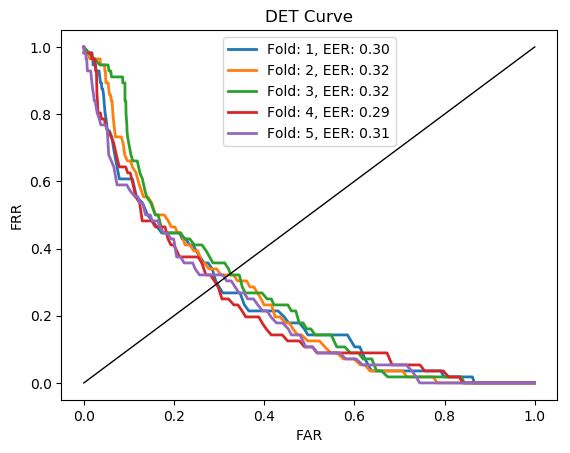 DET Curve
Fold: 1, EER: 0.30
Fold: 2, EER: 0.32
Fold: 3, EER: 0.32
Fold: 4, EER: 0.29
Fold: 5, EER: 0.31
1.0
0.8
0.6
0.4
0.2
0.0
FRR
0.0
0.2
0.4
0.6
0.8
1.0
FAR